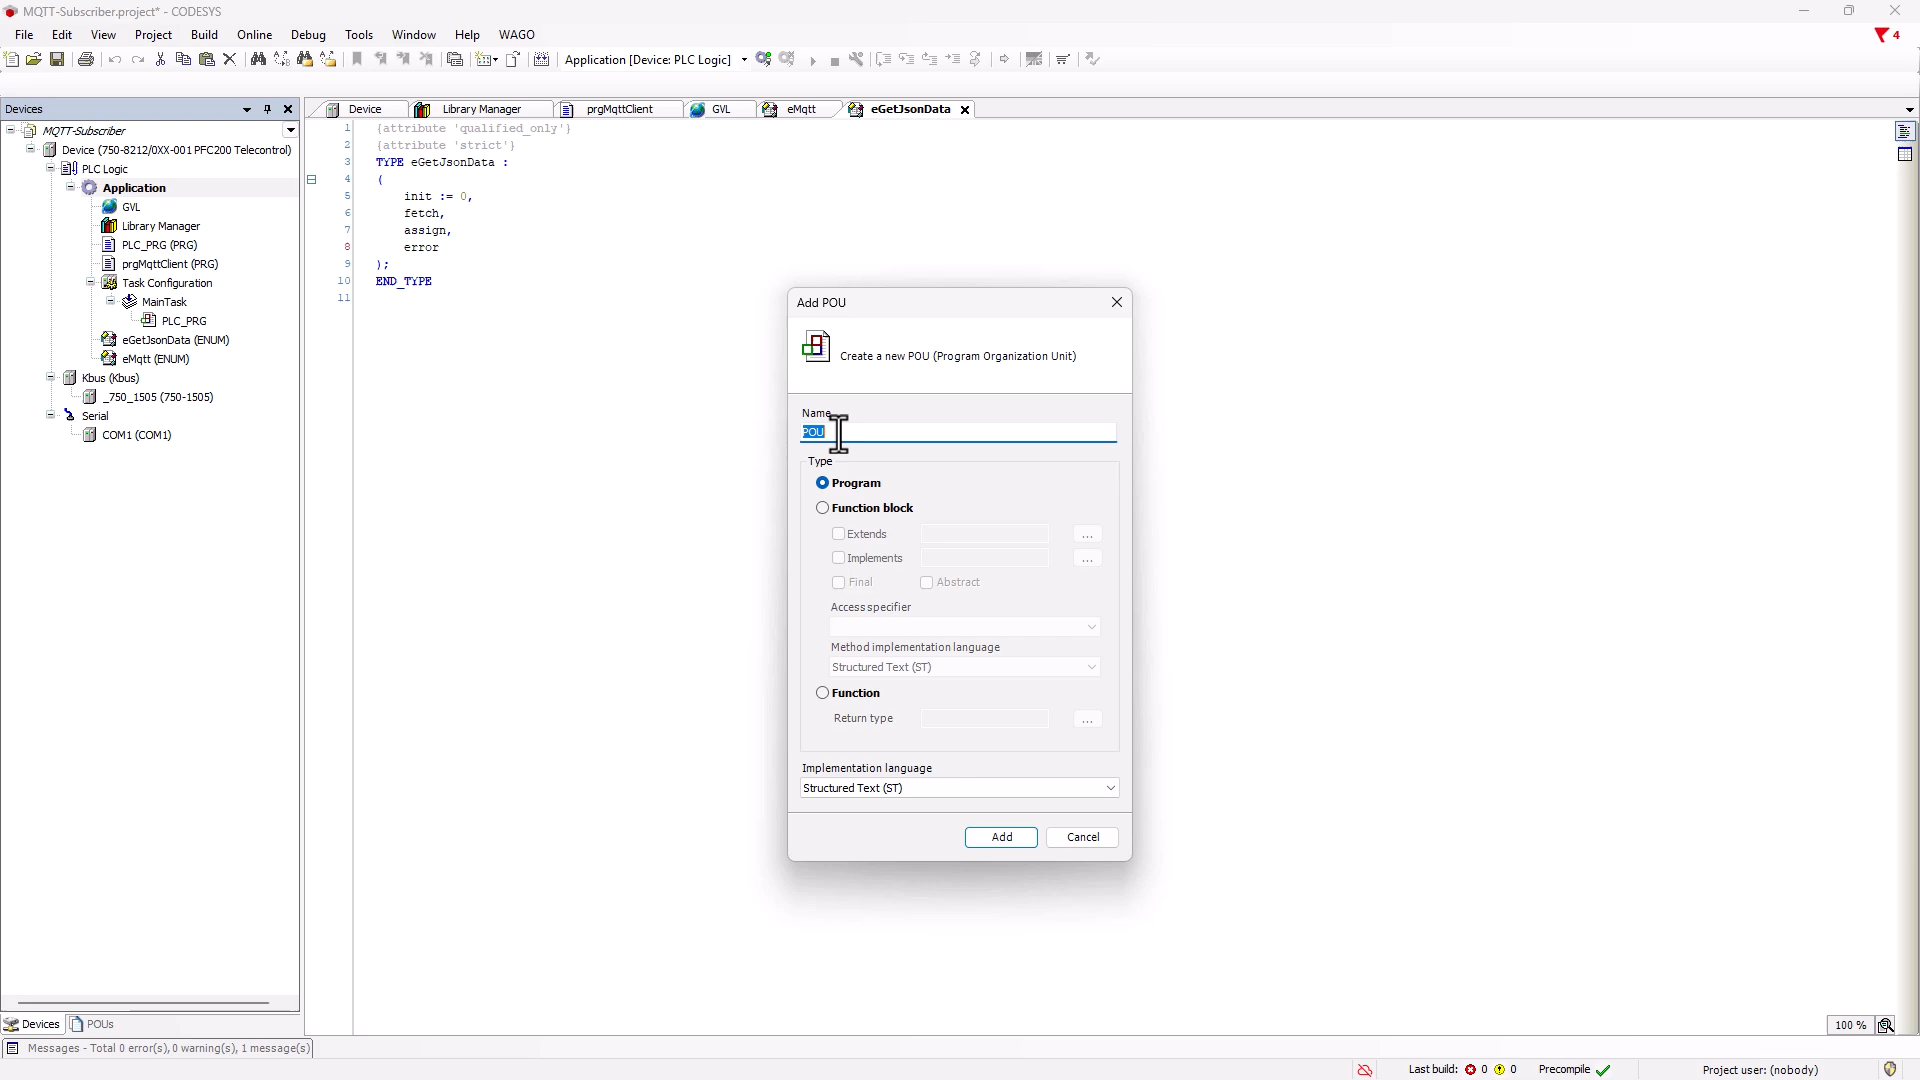 MQTT-Subscriber.project* - CODESYS
File Edit View Project Build Online Debug Tools Window Help WAGO
4
Application [Device: PLC Logic]
Devices
MQTT-Subscriber
Device (750-8212/0XX-001 PFC200 Telecontrol)
PLC Logic
Application
GVL
Library Manager
PLC_PRG (PRG)
prgMqttClient (PRG)
Task Configuration
MainTask
PLC_PRG
eGetJsonData (ENUM)
eMqtt (ENUM)
Kbus (Kbus)
_750_1505 (750-1505)
Serial
COM1 (COM1)
Devices POUs
Device Library Manager prgMqttClient GVL eMqtt eGetJsonData
1 {attribute 'qualified_only'}
2 {attribute 'strict'}
3 TYPE eGetJsonData :
4 (
5 init := 0,
6 fetch,
7 assign,
8 error
9 );
10 END_TYPE
11
Add POU
Create a new POU (Program Organization Unit)
Name
POU
Type
Program
Function block
Extends ...
Implements ...
Final Abstract
Access specifier
Method implementation language
Structured Text (ST)
Function
Return type ...
Implementation language
Structured Text (ST)
Add Cancel
100 %
Messages - Total 0 error(s), 0 warning(s), 1 message(s)
Last build: 0 0 Precompile Project user: (nobody)